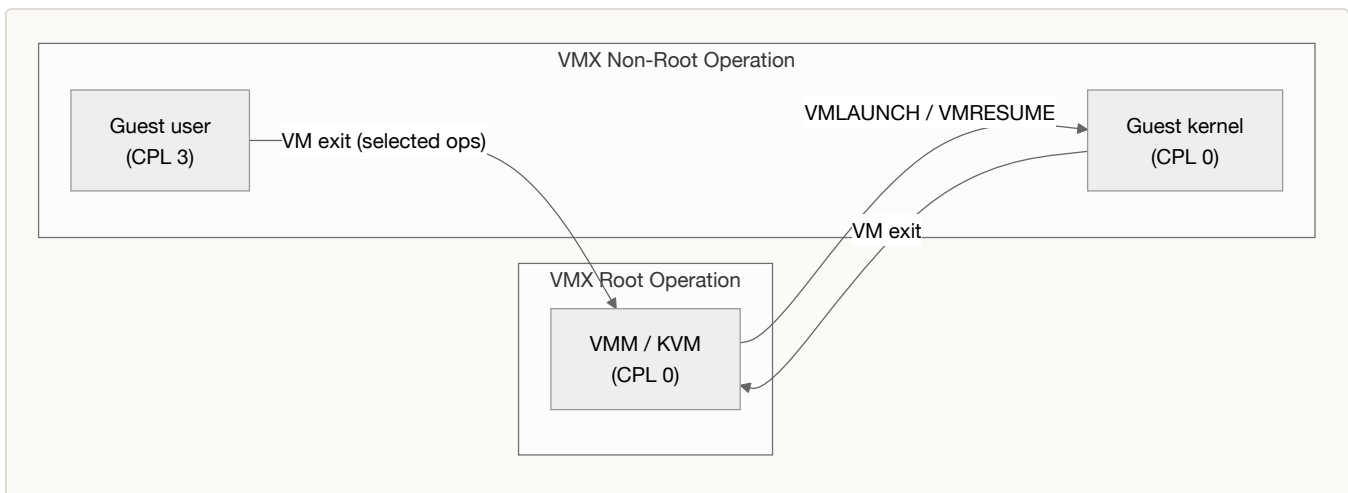 VMX Non-Root Operation
Guest user
(CPL 3)
VM exit (selected ops)
VMLAUNCH / VMRESUME
Guest kernel
(CPL 0)
VM exit
VMX Root Operation
VMM / KVM
(CPL 0)